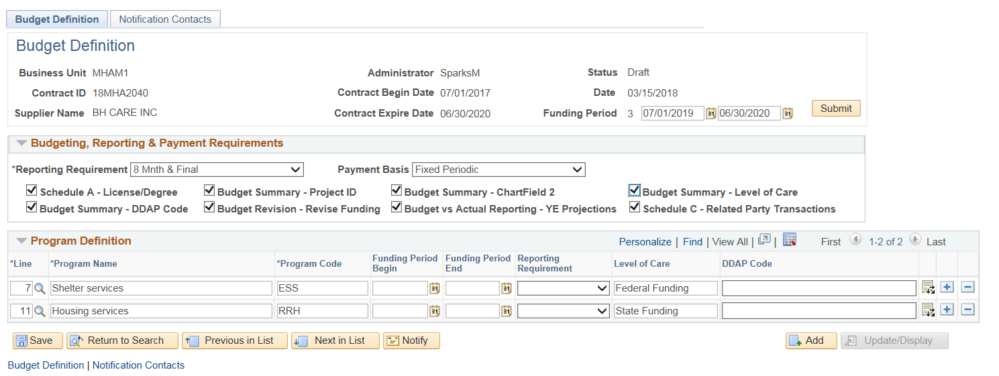 Budget Definition Notification Contacts
Budget Definition
Business Unit MHAM1 Administrator SparksM Status Draft
Contract ID 18MHA2040 Contract Begin Date 07/01/2017 Date 03/15/2018
Supplier Name BH CARE INC Contract Expire Date 06/30/2020 Funding Period 3 07/01/2019 31 06/30/2020 31 Submit
Budgeting, Reporting & Payment Requirements
*Reporting Requirement 8 Mnth & Final Payment Basis Fixed Periodic
Schedule A - License/Degree Budget Summary - Project ID Budget Summary - ChartField 2 Budget Summary - Level of Care
Budget Summary - DDAP Code Budget Revision - Revise Funding Budget vs Actual Reporting - YE Projections Schedule C - Related Party Transactions
Program Definition Personalize | Find | View All | | First 1-2 of 2 Last
*Line *Program Name *Program Code Funding Period Begin Funding Period End Reporting Requirement Level of Care DDAP Code
7 Shelter services ESS 31 31 Federal Funding
11 Housing services RRH 31 31 State Funding
Save Return to Search Previous in List Next in List Notify Add Update/Display
Budget Definition | Notification Contacts